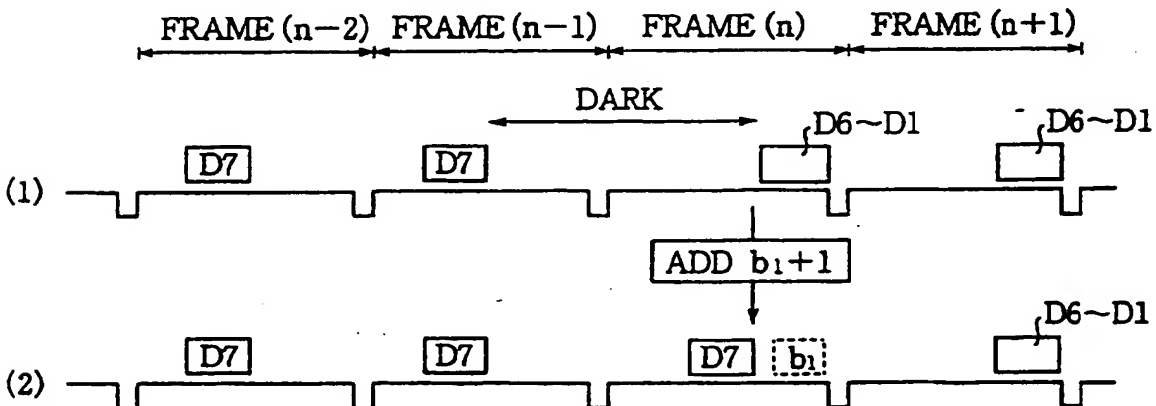 FRAME (n−2) FRAME (n−1) FRAME (n) FRAME (n+1)
DARK
D6~D1 D6~D1
(1) D7 D7
ADD b1+1
D6~D1
(2) D7 D7 D7 b1